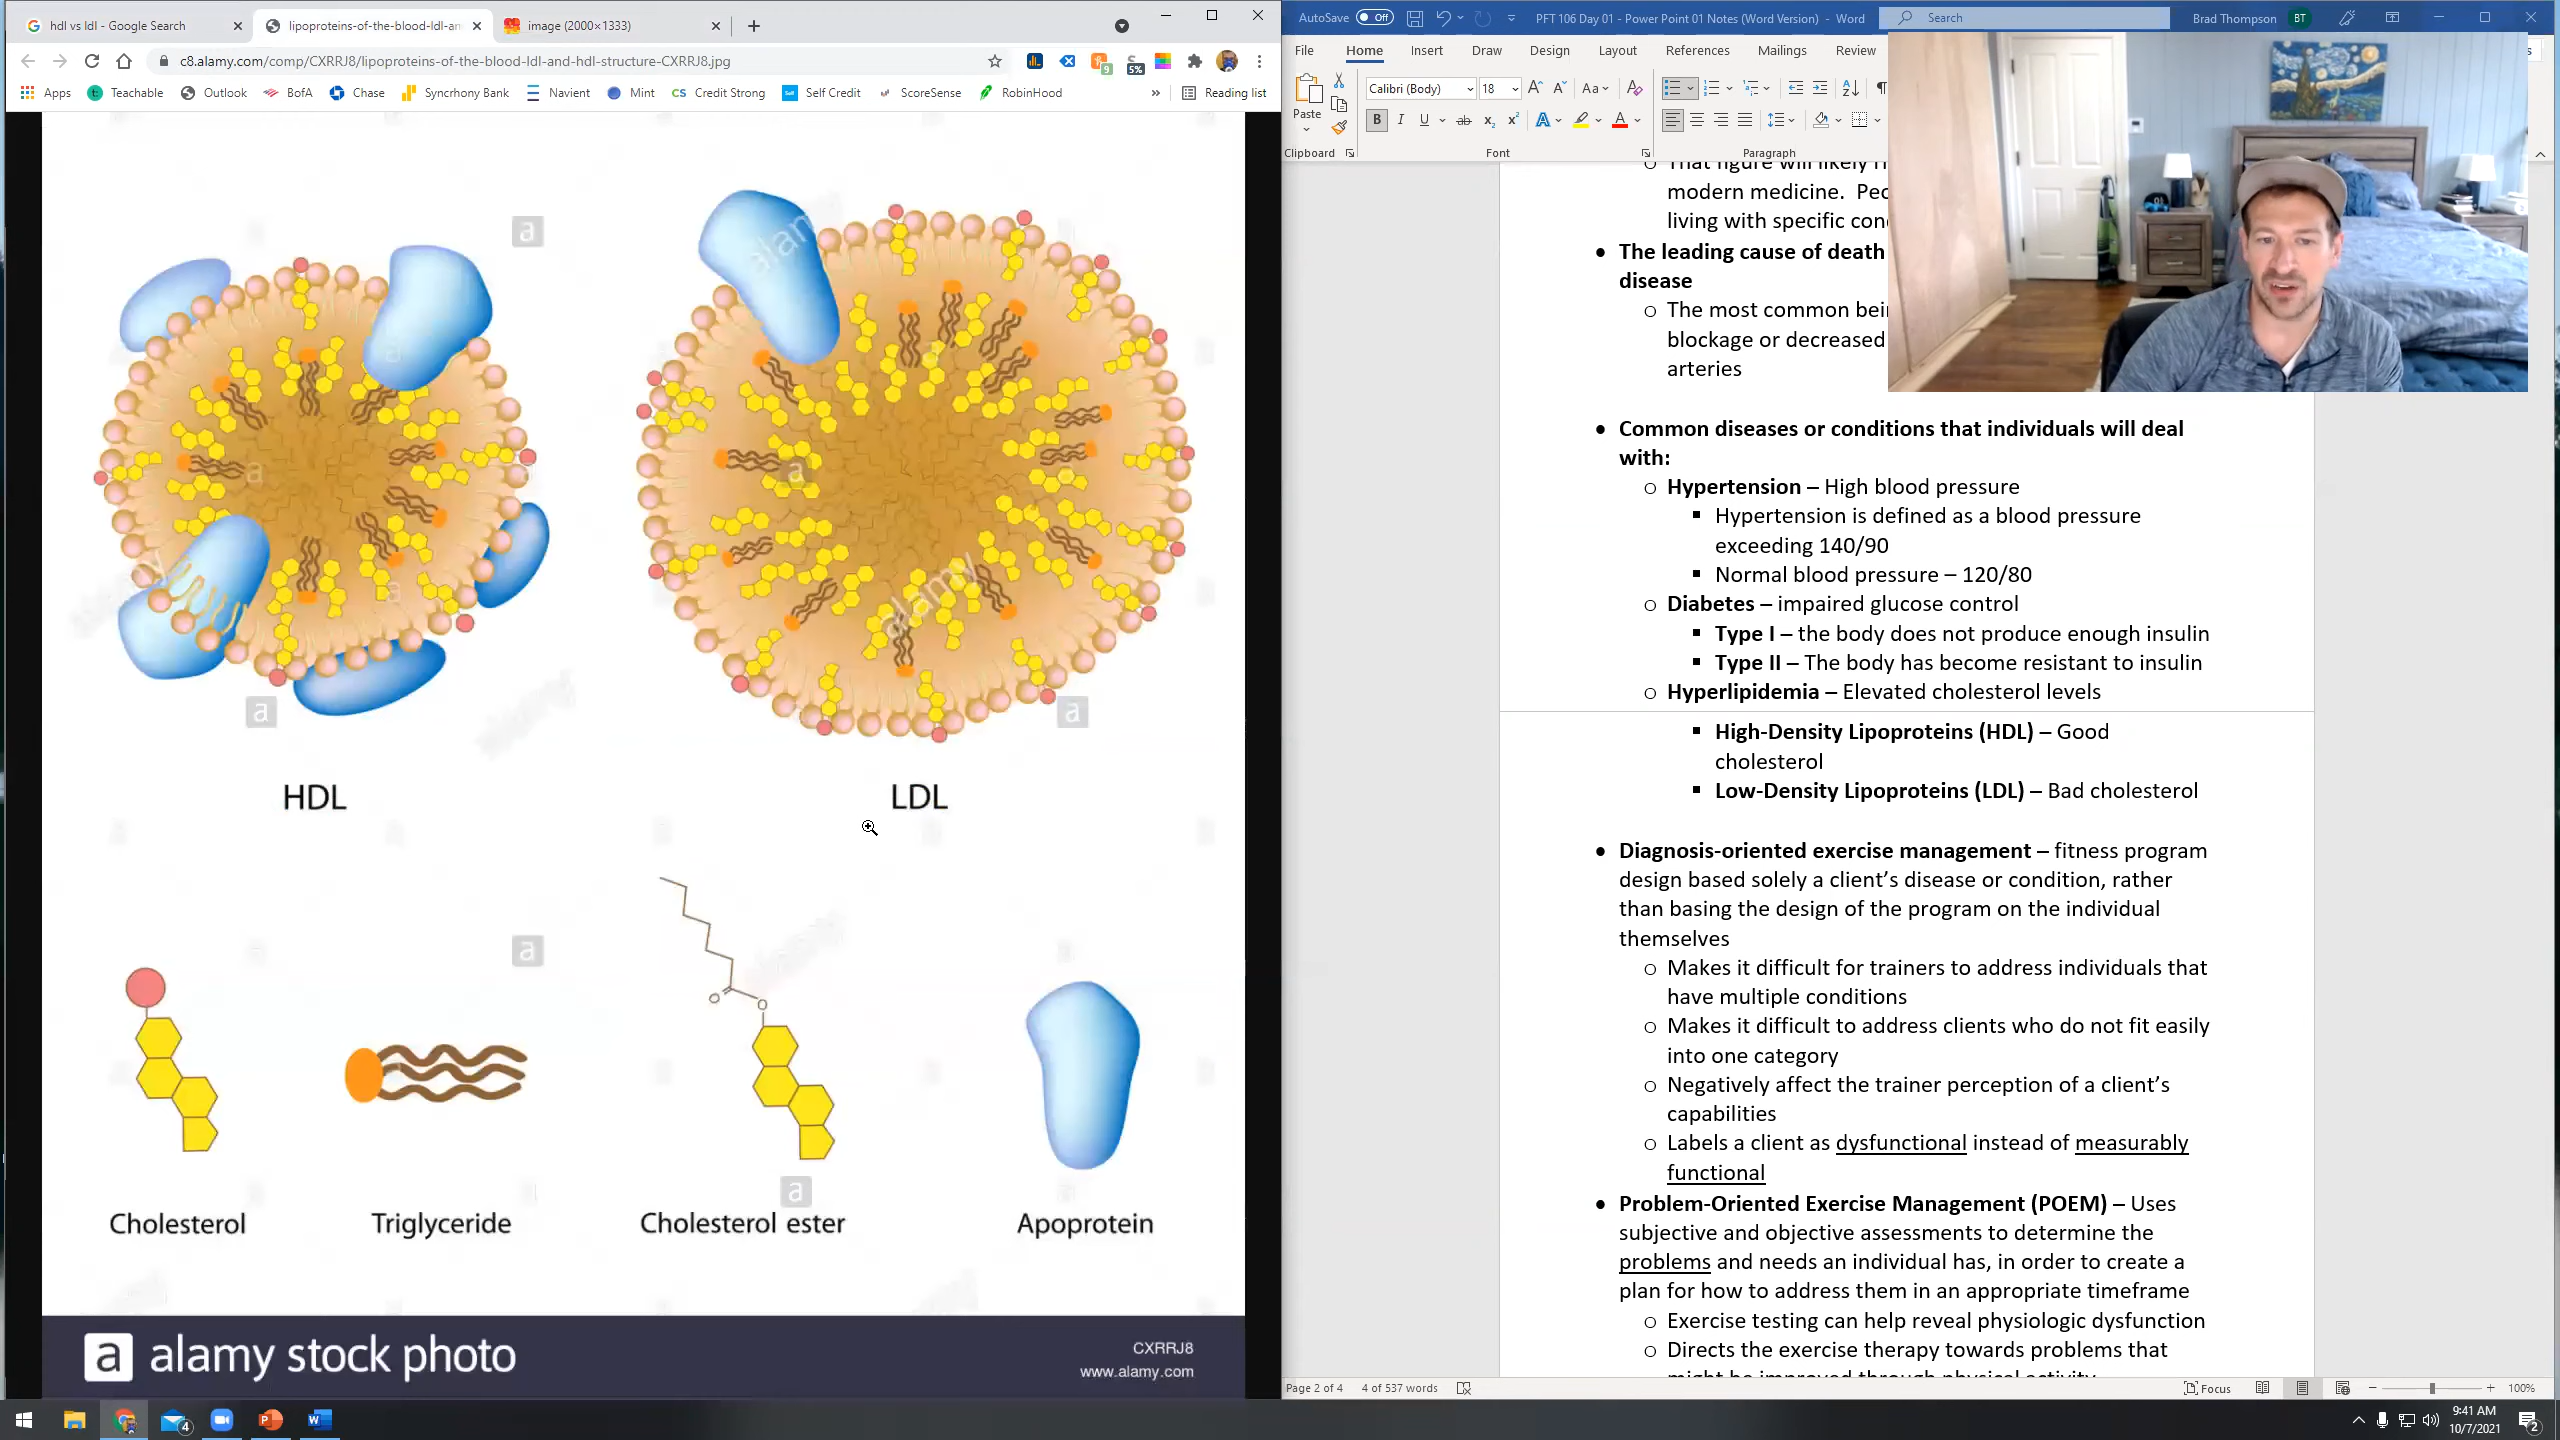 hdl vs ldl - Google Search
lipoproteins-of-the-blood-ldl-an
image (2000×1333)
c8.alamy.com/comp/CXRRJ8/lipoproteins-of-the-blood-ldl-and-hdl-structure-CXRRJ8.jpg
9
5%
Apps
Teachable
Outlook
BofA
Chase
Syncrhony Bank
Navient
Mint
CS Credit Strong
Self Credit
ScoreSense
RobinHood
»
Reading list
alamy
a
HDL
LDL
Cholesterol
Triglyceride
Cholesterol ester
Apoprotein
O
O
a alamy stock photo
CXRRJ8
www.alamy.com
AutoSave Off
PFT 106 Day 01 - Power Point 01 Notes (Word Version) - Word
Search
Brad Thompson BT
File Home Insert Draw Design Layout References Mailings Review
Paste
Calibri (Body) 18
Clipboard
Font
Paragraph
modern medicine.
living with specific
The leading cause of death
disease
The most common
blockage or decreased
arteries
Common diseases or conditions that individuals will deal
with:
Hypertension – High blood pressure
Hypertension is defined as a blood pressure
exceeding 140/90
Normal blood pressure – 120/80
Diabetes – impaired glucose control
Type I – the body does not produce enough insulin
Type II – The body has become resistant to insulin
Hyperlipidemia – Elevated cholesterol levels
High-Density Lipoproteins (HDL) – Good
cholesterol
Low-Density Lipoproteins (LDL) – Bad cholesterol
Diagnosis-oriented exercise management – fitness program
design based solely a client’s disease or condition, rather
than basing the design of the program on the individual
themselves
Makes it difficult for trainers to address individuals that
have multiple conditions
Makes it difficult to address clients who do not fit easily
into one category
Negatively affect the trainer perception of a client’s
capabilities
Labels a client as dysfunctional instead of measurably
functional
Problem-Oriented Exercise Management (POEM) – Uses
subjective and objective assessments to determine the
problems and needs an individual has, in order to create a
plan for how to address them in an appropriate timeframe
Exercise testing can help reveal physiologic dysfunction
Directs the exercise therapy towards problems that
might be improved through physical activity
Page 2 of 4
4 of 537 words
Focus
100%
4
9:41 AM
10/7/2021
2